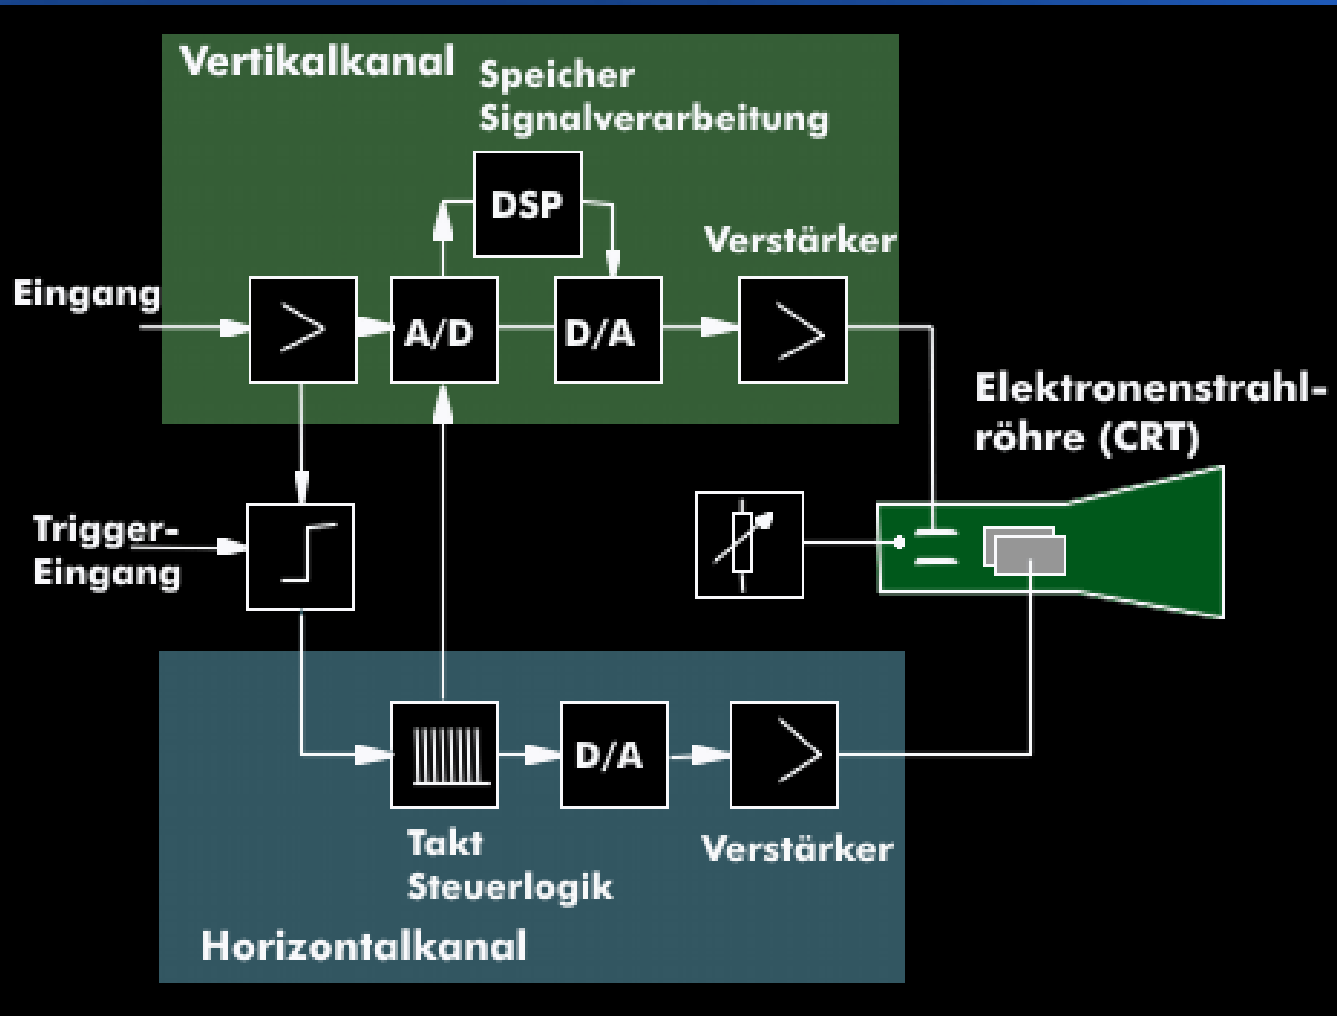 Vertikalkanal
Speicher
Signalverarbeitung
DSP
Verstärker
Eingang
A/D
D/A
Elektronenstrahl-
röhre (CRT)
Trigger-
Eingang
D/A
Takt
Steuerlogik
Verstärker
Horizontalkanal